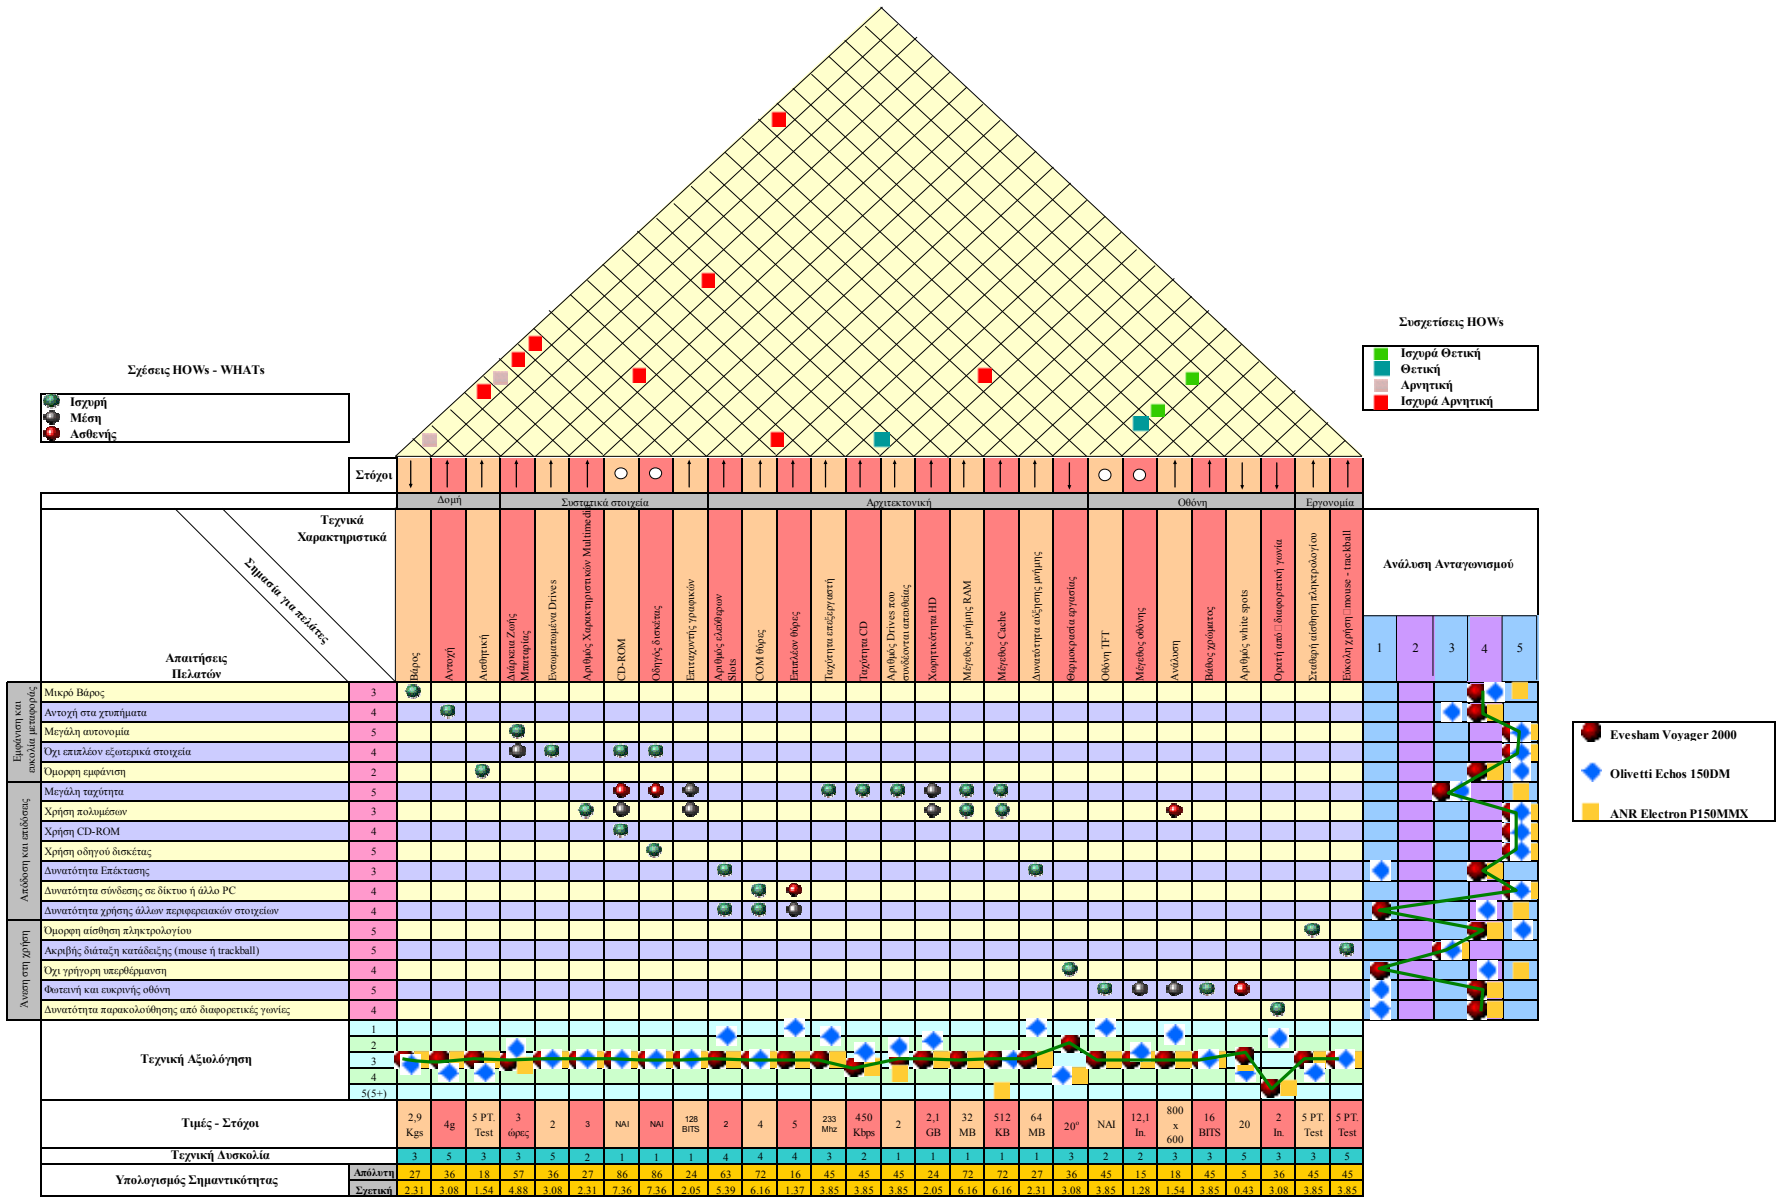 Συσχετίσεις HOWs
Ισχυρά Θετική
Θετική
Αρνητική
Ισχυρά Αρνητική
Σχέσεις HOWs - WHATs
Ισχυρή
Μέση
Ασθενής
Στόχοι
Δομή Συστατικά στοιχεία Αρχιτεκτονική Οθόνη Εργονομία
Τεχνικά
Χαρακτηριστικά
Σημασία για πελάτες
Απαιτήσεις
Πελατών
Βάρος
Αντοχή
Αισθητική
Διάρκεια Ζωής
Μπαταρίας
Ενσωματωμένα Drives
Αριθμός Χαρακτηριστικών Multimedia
CD-ROM
Οδηγός δισκέτας
Επιταχυντής γραφικών
Αριθμός ελεύθερων
Slots
COM θύρες
Επιπλέον θύρες
Ταχύτητα επεξεργαστή
Ταχύτητα CD
Αριθμός Drives που
συνδέονται απευθείας
Χωρητικότητα HD
Μέγεθος μνήμης RAM
Μέγεθος Cache
Δυνατότητα αύξησης μνήμης
Θερμοκρασία εργασίας
Οθόνη TFT
Μέγεθος οθόνης
Ανάλυση
Βάθος χρώματος
Αριθμός white spots
Ορατή από διαφορετική γωνία
Σταθερή αίσθηση πληκτρολογίου
Εύκολη χρήση mouse - trackball
Ανάλυση Ανταγωνισμού
1 2 3 4 5
Εμφάνιση και
ευκολία μεταφοράς
Μικρό Βάρος 3
Αντοχή στα χτυπήματα 4
Μεγάλη αυτονομία 5
Όχι επιπλέον εξωτερικά στοιχεία 4
Όμορφη εμφάνιση 2
Απόδοση και επιδόσεις
Μεγάλη ταχύτητα 5
Χρήση πολυμέσων 3
Χρήση CD-ROM 4
Χρήση οδηγού δισκέτας 5
Δυνατότητα Επέκτασης 3
Δυνατότητα σύνδεσης σε δίκτυο ή άλλο PC 4
Δυνατότητα χρήσης άλλων περιφερειακών στοιχείων 4
Άνεση στη χρήση
Όμορφη αίσθηση πληκτρολογίου 5
Ακριβής διάταξη κατάδειξης (mouse ή trackball) 5
Όχι γρήγορη υπερθέρμανση 4
Φωτεινή και ευκρινής οθόνη 5
Δυνατότητα παρακολούθησης από διαφορετικές γωνίες 4
Evesham Voyager 2000
Olivetti Echos 150DM
ANR Electron P150MMX
Τεχνική Αξιολόγηση
1
2
3
4
5(5+)
Τιμές - Στόχοι
2,9
Kgs
4g
5 PT.
Test
3
ώρες
2
3
ΝΑΙ
ΝΑΙ
128
BITS
2
4
5
233
Mhz
450
Kbps
2
2,1
GB
32
MB
512
KB
64
MB
20º
ΝΑΙ
12,1
In.
800
x
600
16
BITS
20
2
In.
5 PT.
Test
5 PT.
Test
Τεχνική Δυσκολία 3 5 3 3 5 2 1 1 1 4 4 4 3 2 1 1 1 1 1 3 2 2 3 3 5 3 3 5
Υπολογισμός Σημαντικότητας
Απόλυτη 27 36 18 57 36 27 86 86 24 63 72 16 45 45 45 24 72 72 27 36 45 15 18 45 5 36 45 45
Σχετική 2.31 3.08 1.54 4.88 3.08 2.31 7.36 7.36 2.05 5.39 6.16 1.37 3.85 3.85 3.85 2.05 6.16 6.16 2.31 3.08 3.85 1.28 1.54 3.85 0.43 3.08 3.85 3.85